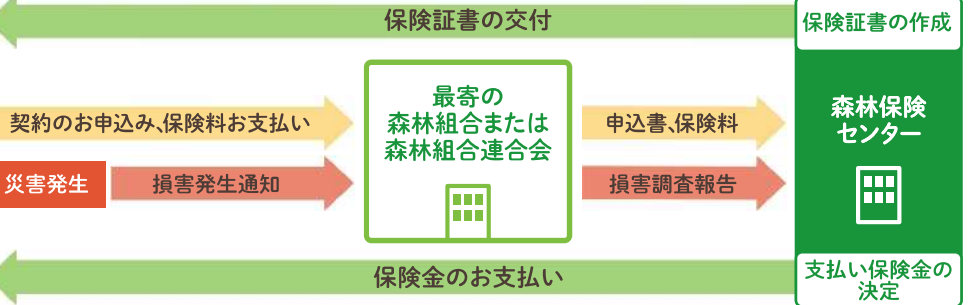 保険証書の交付
保険証書の作成
契約のお申込み、保険料お支払い
最寄の
森林組合または
森林組合連合会
申込書、保険料
森林保険
センター
災害発生
損害発生通知
損害調査報告
保険金のお支払い
支払い保険金の
決定